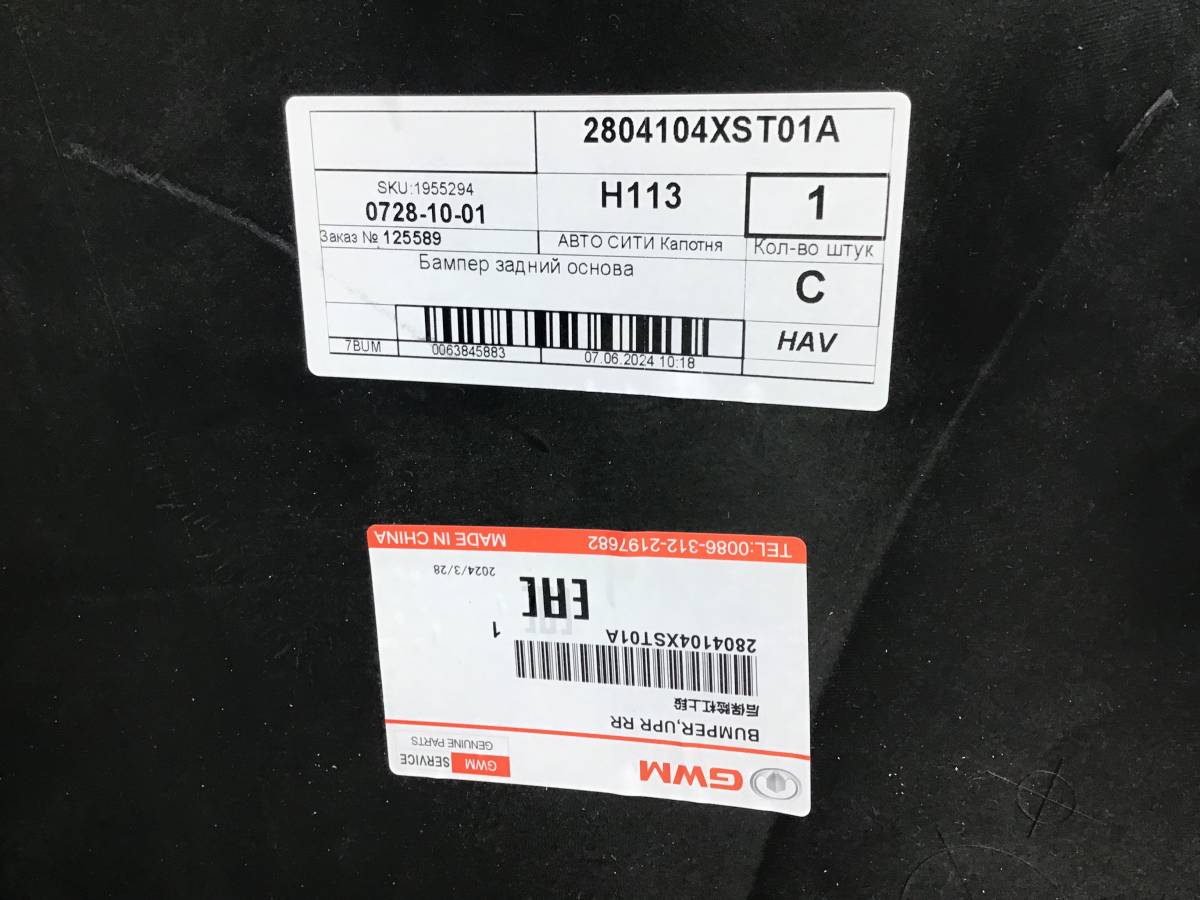 2804104XST01A
SKU:1955294
0728-10-01
H113
1
Заказ № 125589
АВТО СИТИ Капотня
Кол-во штук
Бампер задний основа
C
HAV
7BUM
0063845883
07.06.2024 10:18
GWM
GWM SERVICE
GENUINE PARTS
BUMPER,UPR RR
后保险杠上段
2804104XST01A
1
EAC
2024/3/28
TEL:0086-312-2197682
MADE IN CHINA